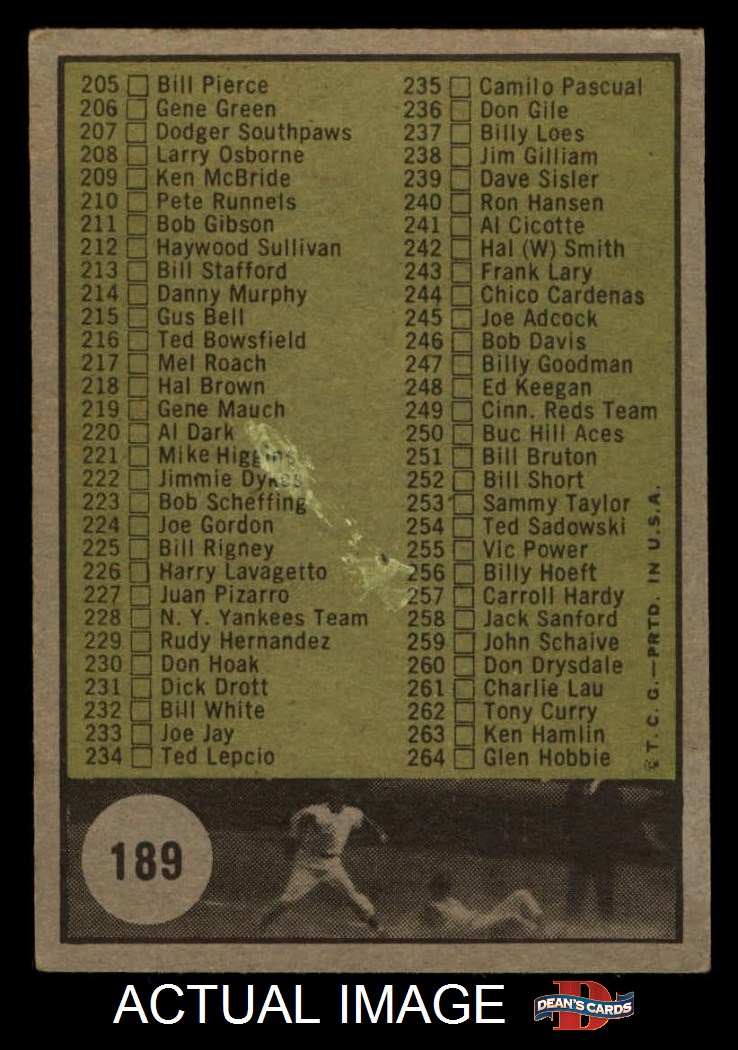 205 Bill Pierce
206 Gene Green
207 Dodger Southpaws
208 Larry Osborne
209 Ken McBride
210 Pete Runnels
211 Bob Gibson
212 Haywood Sullivan
213 Bill Stafford
214 Danny Murphy
215 Gus Bell
216 Ted Bowsfield
217 Mel Roach
218 Hal Brown
219 Gene Mauch
220 Al Dark
221 Mike Higgins
222 Jimmie Dykes
223 Bob Scheffing
224 Joe Gordon
225 Bill Rigney
226 Harry Lavagetto
227 Juan Pizarro
228 N. Y. Yankees Team
229 Rudy Hernandez
230 Don Hoak
231 Dick Drott
232 Bill White
233 Joe Jay
234 Ted Lepcio
235 Camilo Pascual
236 Don Gile
237 Billy Loes
238 Jim Gilliam
239 Dave Sisler
240 Ron Hansen
241 Al Cicotte
242 Hal (W) Smith
243 Frank Lary
244 Chico Cardenas
245 Joe Adcock
246 Bob Davis
247 Billy Goodman
248 Ed Keegan
249 Cinn. Reds Team
250 Buc Hill Aces
251 Bill Bruton
252 Bill Short
253 Sammy Taylor
254 Ted Sadowski
255 Vic Power
256 Billy Hoeft
257 Carroll Hardy
258 Jack Sanford
259 John Schaive
260 Don Drysdale
261 Charlie Lau
262 Tony Curry
263 Ken Hamlin
264 Glen Hobbie
© T. C. G.—PRTD. IN U.S.A.
189
ACTUAL IMAGE
DEAN'S CARDS